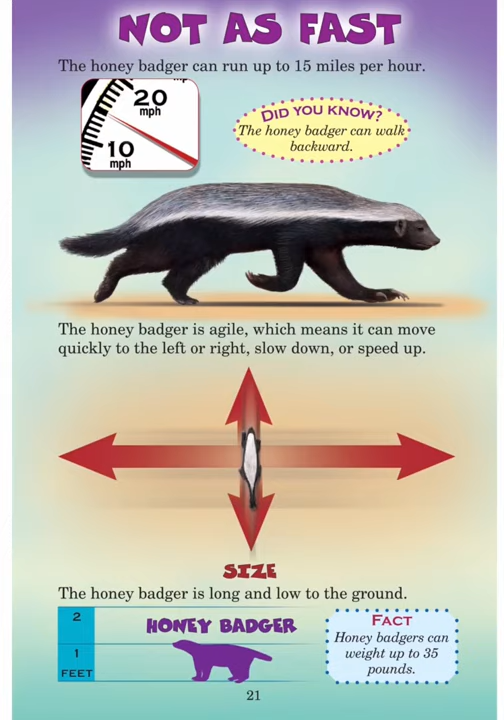 NOT AS FAST
The honey badger can run up to 15 miles per hour.
20
mph
10
mph
DID YOU KNOW?
The honey badger can walk
backward.
The honey badger is agile, which means it can move
quickly to the left or right, slow down, or speed up.
SIZE
The honey badger is long and low to the ground.
2
1
FEET
HONEY BADGER
FACT
Honey badgers can
weight up to 35
pounds.
21